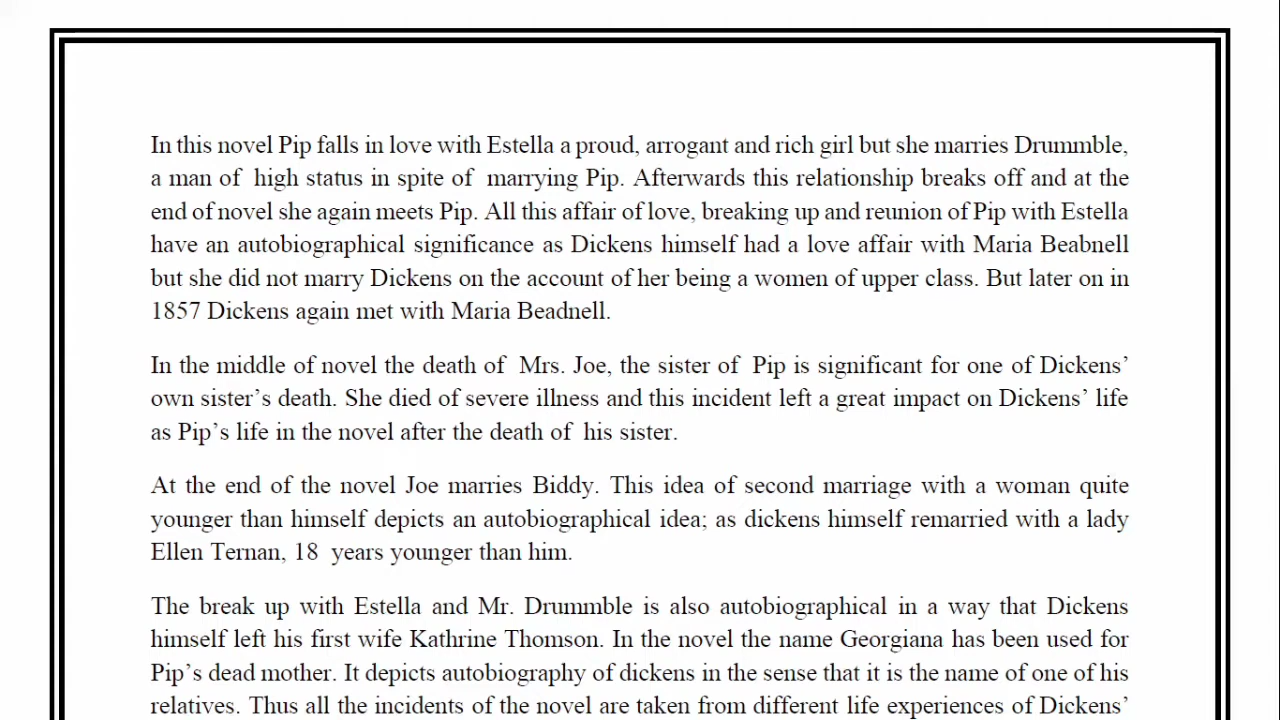 In this novel Pip falls in love with Estella a proud, arrogant and rich girl but she marries Drummble,
a man of high status in spite of marrying Pip. Afterwards this relationship breaks off and at the
end of novel she again meets Pip. All this affair of love, breaking up and reunion of Pip with Estella
have an autobiographical significance as Dickens himself had a love affair with Maria Beabnell
but she did not marry Dickens on the account of her being a women of upper class. But later on in
1857 Dickens again met with Maria Beadnell.
In the middle of novel the death of Mrs. Joe, the sister of Pip is significant for one of Dickens’
own sister’s death. She died of severe illness and this incident left a great impact on Dickens’ life
as Pip’s life in the novel after the death of his sister.
At the end of the novel Joe marries Biddy. This idea of second marriage with a woman quite
younger than himself depicts an autobiographical idea; as dickens himself remarried with a lady
Ellen Ternan, 18 years younger than him.
The break up with Estella and Mr. Drummble is also autobiographical in a way that Dickens
himself left his first wife Kathrine Thomson. In the novel the name Georgiana has been used for
Pip’s dead mother. It depicts autobiography of dickens in the sense that it is the name of one of his
relatives. Thus all the incidents of the novel are taken from different life experiences of Dickens’